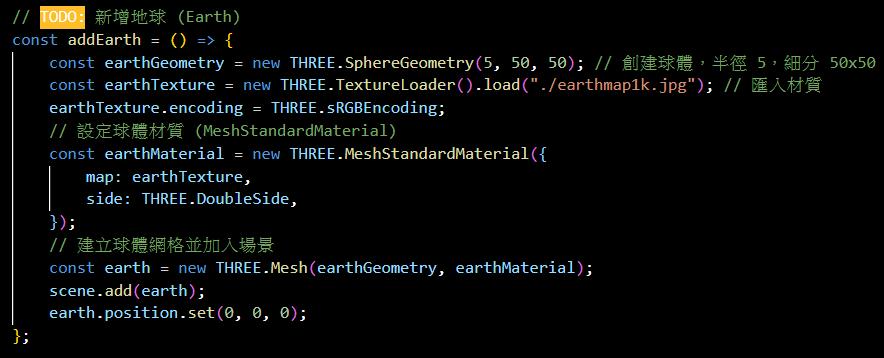 // TODO: 新增地球 (Earth)
const addEarth = () => {
    const earthGeometry = new THREE.SphereGeometry(5, 50, 50); // 創建球體，半徑 5，細分 50x50
    const earthTexture = new THREE.TextureLoader().load("./earthmap1k.jpg"); // 匯入材質
    earthTexture.encoding = THREE.sRGBEncoding;
    // 設定球體材質 (MeshStandardMaterial)
    const earthMaterial = new THREE.MeshStandardMaterial({
        map: earthTexture,
        side: THREE.DoubleSide,
    });
    // 建立球體網格並加入場景
    const earth = new THREE.Mesh(earthGeometry, earthMaterial);
    scene.add(earth);
    earth.position.set(0, 0, 0);
};